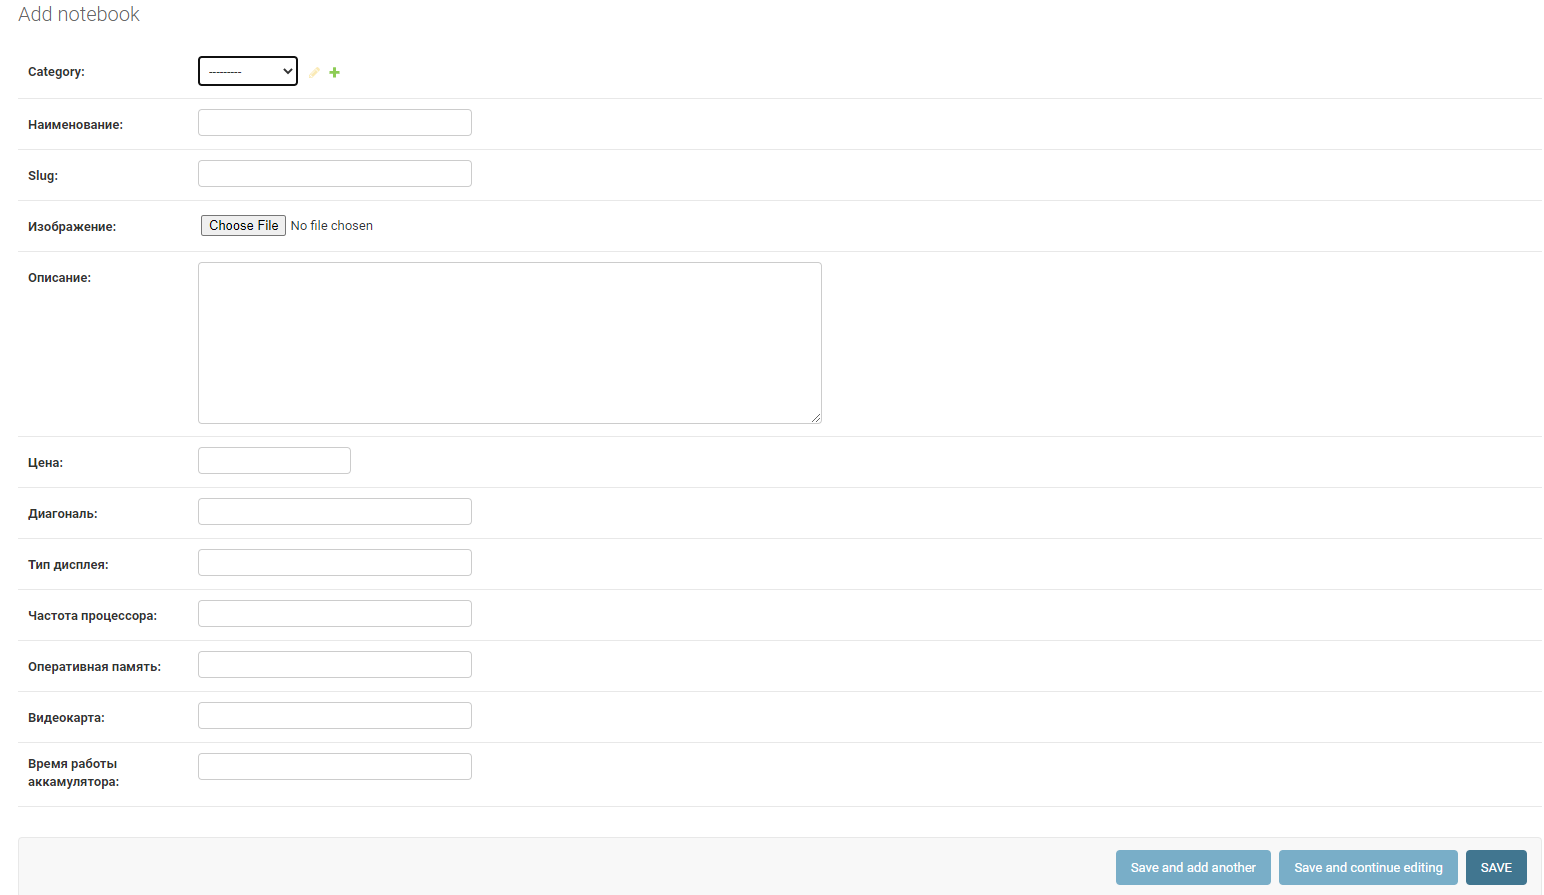 Add notebook
Category:
---------
Наименование:
Slug:
Изображение:
Choose File No file chosen
Описание:
Цена:
Диагональ:
Тип дисплея:
Частота процессора:
Оперативная память:
Видеокарта:
Время работы
аккамулятора:
Save and add another Save and continue editing SAVE